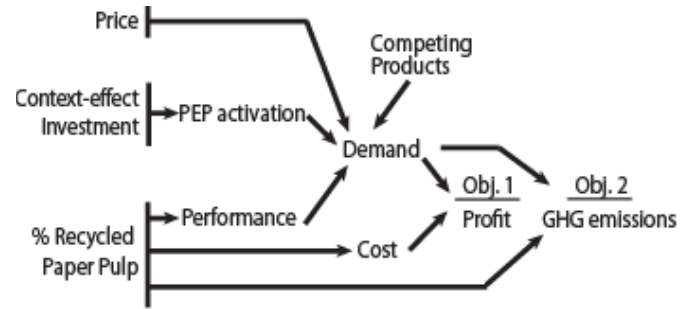 Price
Competing
Products
Context-effect
Investment
PEP activation
Demand
Obj. 1
Profit
Obj. 2
GHG emissions
Performance
% Recycled
Paper Pulp
Cost